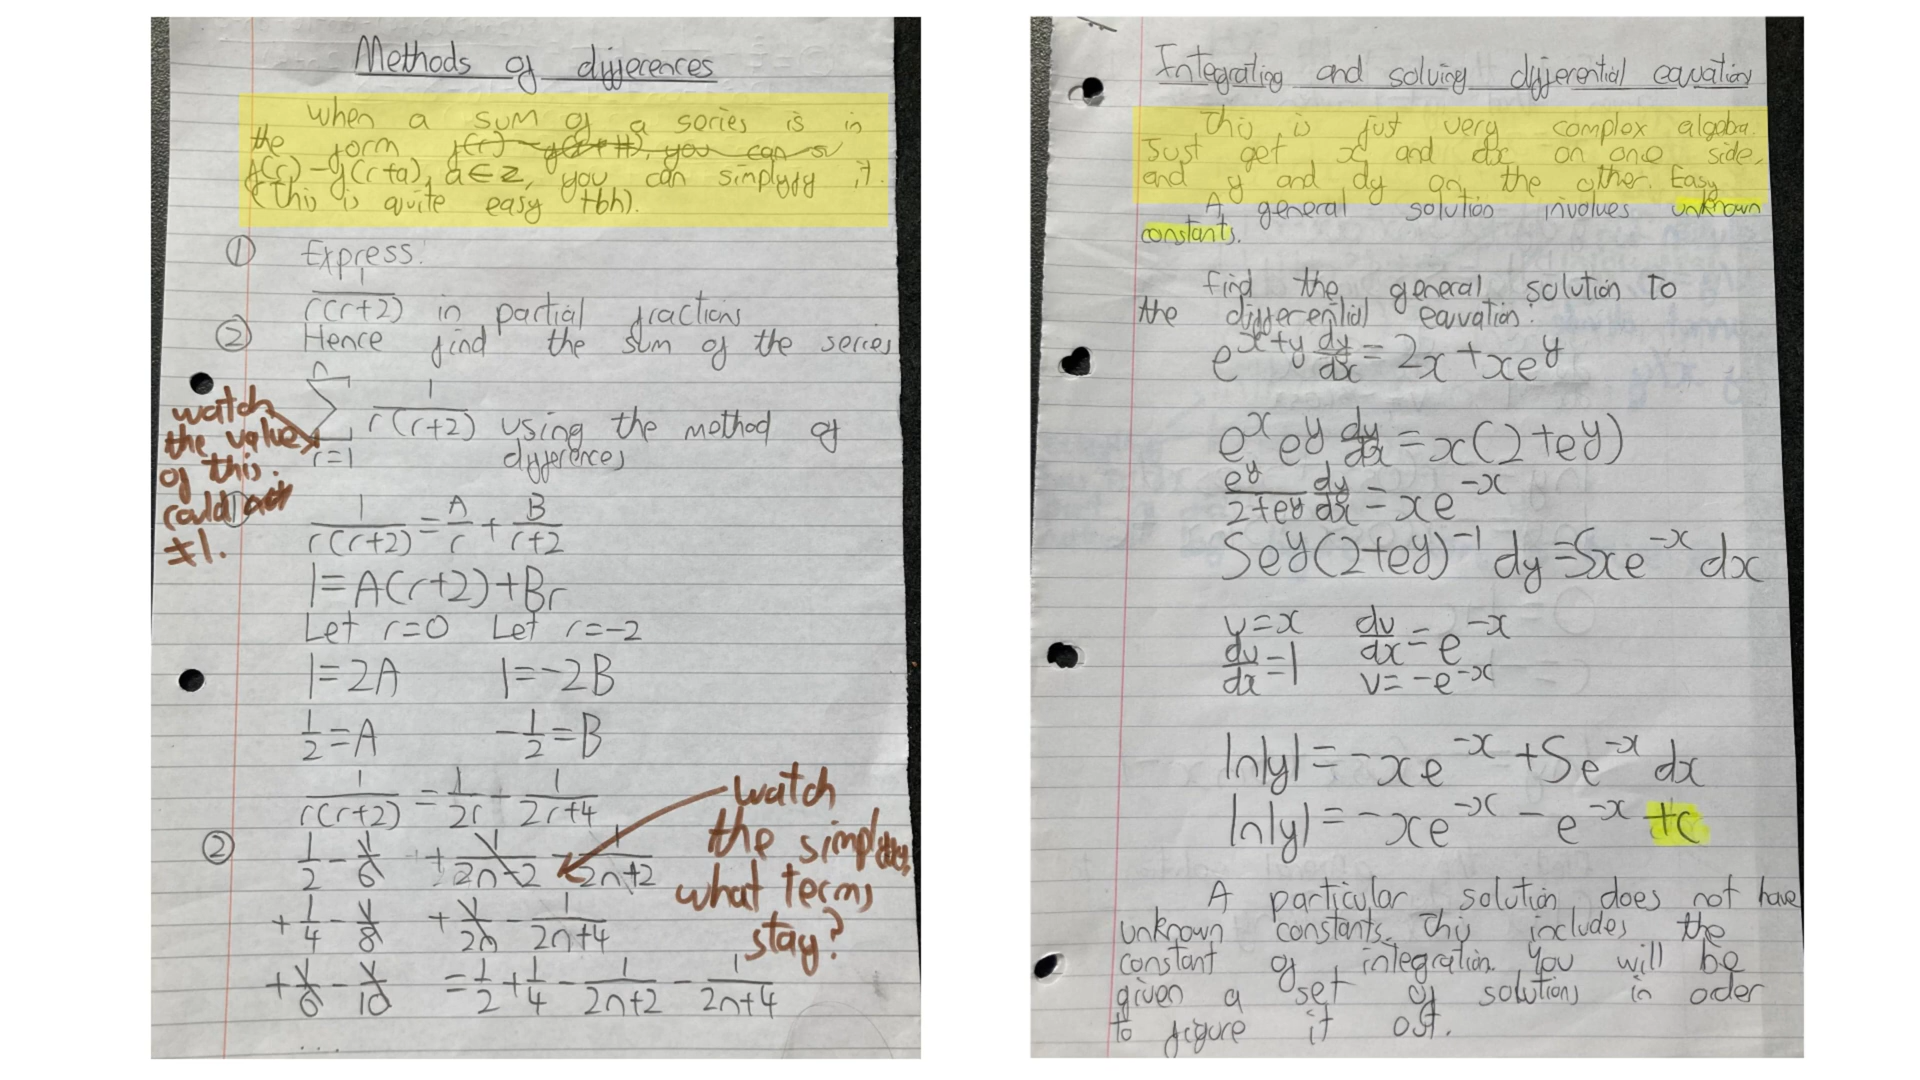 Methods of differences
When a sum of a series is in
the form
f(r) - f(r+a), a∈Z, you can simplify it.
(this is quite easy tbh).
① Express:
1/(r(r+2)) in partial fractions
② Hence find the sum of the series
n
∑ 1/(r(r+2)) using the method of
r=1 differences
watch
the value
of this.
could
≠1.
① 1/(r(r+2)) = A/r + B/(r+2)
1=A(r+2)+Br
Let r=0 Let r=-2
1=2A 1=-2B
1/2=A -1/2=B
1/(r(r+2)) = 1/2r - 1/(2r+4)
② 1/2 - 1/6 + 1/(2n-2) - 1/(2n+2)
+ 1/4 - 1/8 + 1/2n - 1/(2n+4)
+ 1/6 - 1/10 = 1/2 + 1/4 - 1/(2n+2) - 1/(2n+4)
...
watch
the
what terms
stay?
Integrating and solving differential equation
This is just very complex algebra.
Just get x and dx on one side,
and y and dy on the other. Easy
A general solution involves unknown
constants.
find the general solution to
the differential equation:
e^(x+y) dy/dx = 2x + xe^y
e^x e^y dy/dx = x(2+e^y)
e^y/(2+e^y) dy/dx = xe^-x
∫e^y(2+e^y)^-1 dy = ∫xe^-x dx
u=x dv/dx = e^-x
du/dx = 1 v= -e^-x
ln|y| = -xe^-x + ∫e^-x dx
ln|y| = -xe^-x - e^-x +c
A particular solution does not have
unknown constants. This includes the
constant of integration. You will be
given a set of solutions in oder
to figure it out.